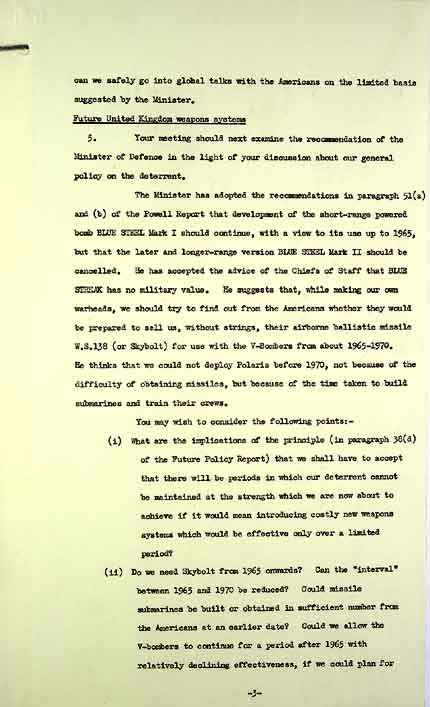 can we safely go into global talks with the Americans on the limited basis
suggested by the Minister.
Future United Kingdom weapons systems
5. Your meeting should next examine the recommendation of the
Minister of Defence in the light of your discussion about our general
policy on the deterrent.
The Minister has adopted the recommendations in paragraph 51(a)
and (b) of the Powell Report that development of the short-range powered
bomb BLUE STEEL Mark I should continue, with a view to its use up to 1965,
but that the later and longer-range version BLUE STEEL Mark II should be
cancelled. He has accepted the advice of the Chiefs of Staff that BLUE
STREAK has no military value. He suggests that, while making our own
warheads, we should try to find out from the Americans whether they would
be prepared to sell us, without strings, their airborne ballistic missile
W.S.138 (or Skybolt) for use with the V-Bombers from about 1965-1970.
He thinks that we could not deploy Polaris before 1970, not because of the
difficulty of obtaining missiles, but because of the time taken to build
submarines and train their crews.
You may wish to consider the following points:-
(i) What are the implications of the principle (in paragraph 38(d)
of the Future Policy Report) that we shall have to accept
that there will be periods in which our deterrent cannot
be maintained at the strength which we are now about to
achieve if it would mean introducing costly new weapons
systems which would be effective only over a limited
period?
(ii) Do we need Skybolt from 1965 onwards? Can the "interval"
between 1965 and 1970 be reduced? Could missile
submarines be built or obtained in sufficient number from
the Americans at an earlier date? Could we allow the
V-bombers to continue for a period after 1965 with
relatively declining effectiveness, if we could plan for
-3-